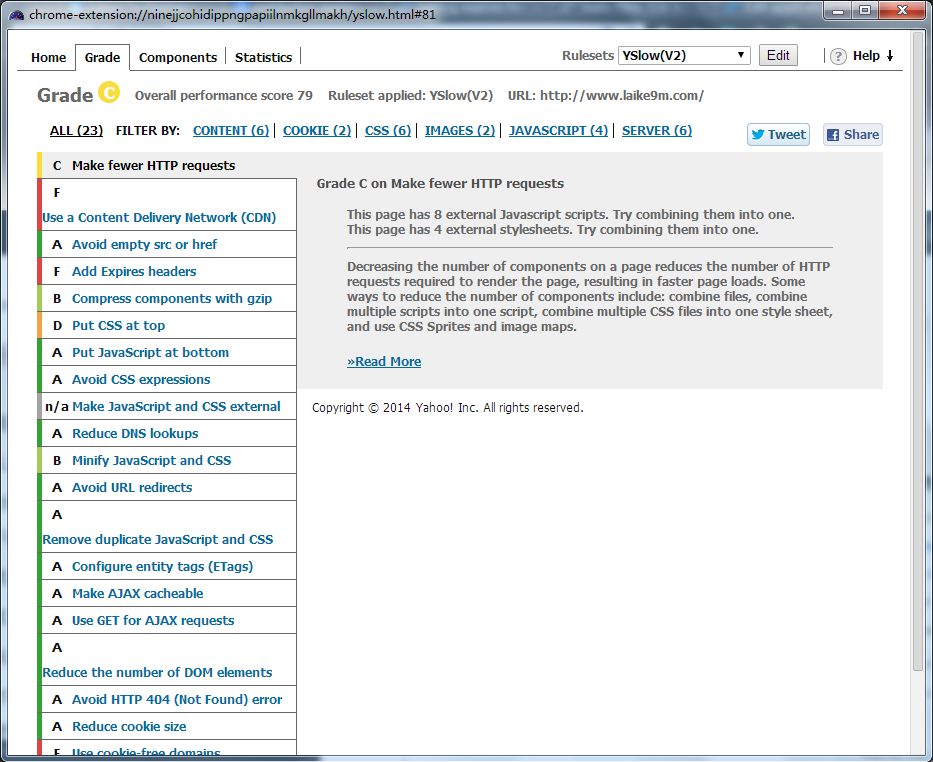 chrome-extension://ninejjcohidippngpapiilnmkgllmakh/yslow.html#81
Home Grade Components Statistics Rulesets YSlow(V2) Edit ? Help
Grade C Overall performance score 79 Ruleset applied: YSlow(V2) URL: http://www.laike9m.com/
ALL (23) FILTER BY: CONTENT (6) COOKIE (2) CSS (6) IMAGES (2) JAVASCRIPT (4) SERVER (6) Tweet Share
C Make fewer HTTP requests
F
Use a Content Delivery Network (CDN)
A Avoid empty src or href
F Add Expires headers
B Compress components with gzip
D Put CSS at top
A Put JavaScript at bottom
A Avoid CSS expressions
n/a Make JavaScript and CSS external
A Reduce DNS lookups
B Minify JavaScript and CSS
A Avoid URL redirects
A
Remove duplicate JavaScript and CSS
A Configure entity tags (ETags)
A Make AJAX cacheable
A Use GET for AJAX requests
A
Reduce the number of DOM elements
A Avoid HTTP 404 (Not Found) error
A Reduce cookie size
F Use cookie-free domains
Grade C on Make fewer HTTP requests
This page has 8 external Javascript scripts. Try combining them into one.
This page has 4 external stylesheets. Try combining them into one.
Decreasing the number of components on a page reduces the number of HTTP
requests required to render the page, resulting in faster page loads. Some
ways to reduce the number of components include: combine files, combine
multiple scripts into one script, combine multiple CSS files into one style sheet,
and use CSS Sprites and image maps.
»Read More
Copyright © 2014 Yahoo! Inc. All rights reserved.